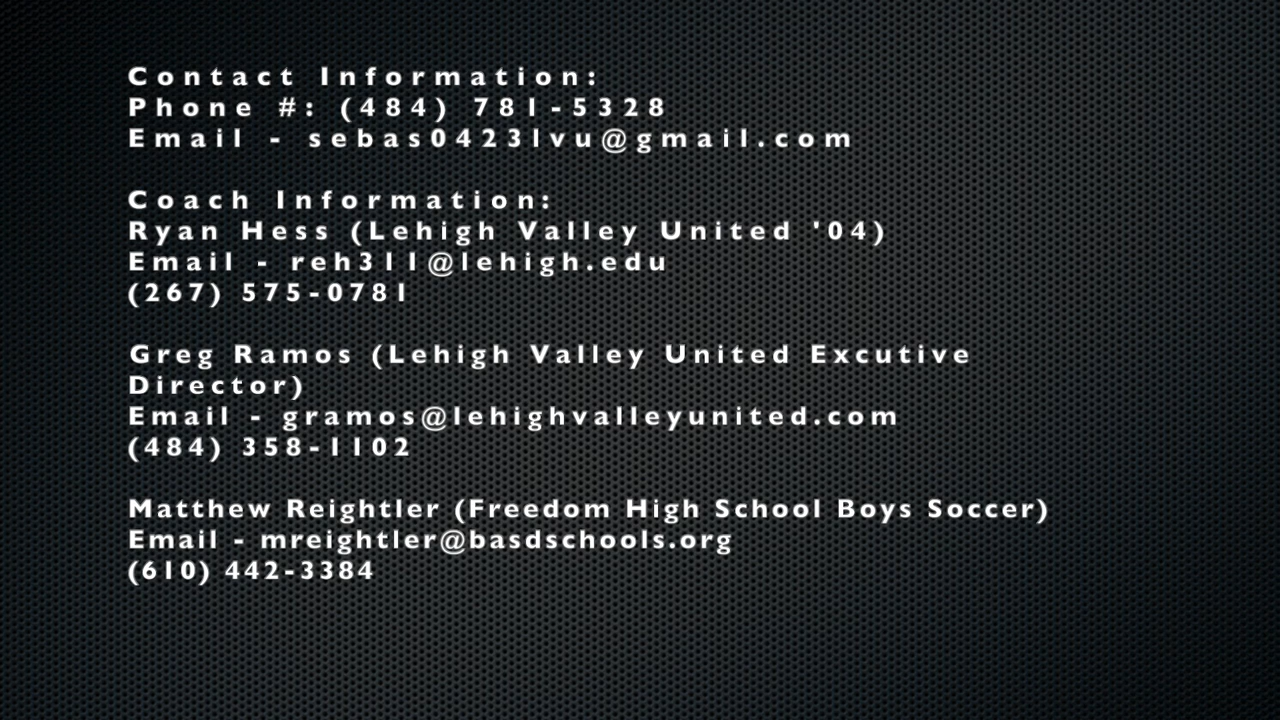 Contact Information:
Phone #: (484) 781-5328
Email - sebas0423lvu@gmail.com
Coach Information:
Ryan Hess (Lehigh Valley United '04)
Email - reh311@lehigh.edu
(267) 575-0781
Greg Ramos (Lehigh Valley United Excutive
Director)
Email - gramos@lehighvalleyunited.com
(484) 358-1102
Matthew Reightler (Freedom High School Boys Soccer)
Email - mreightler@basdschools.org
(610) 442-3384